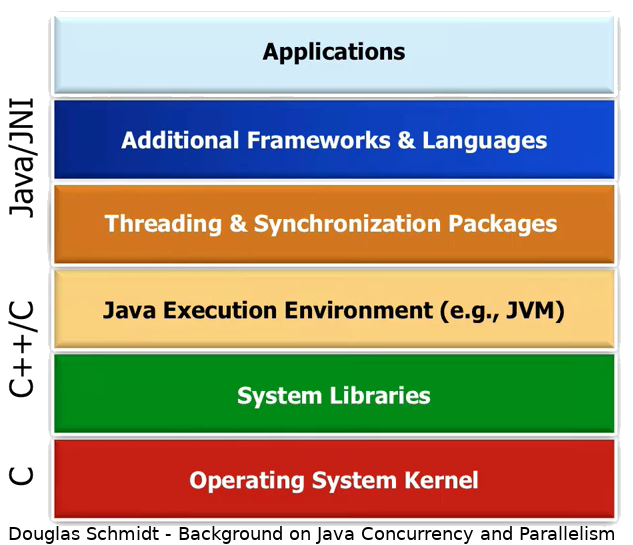 Applications
Java/JNI
Additional Frameworks & Languages
Threading & Synchronization Packages
C++/C
Java Execution Environment (e.g., JVM)
System Libraries
C
Operating System Kernel
Douglas Schmidt - Background on Java Concurrency and Parallelism